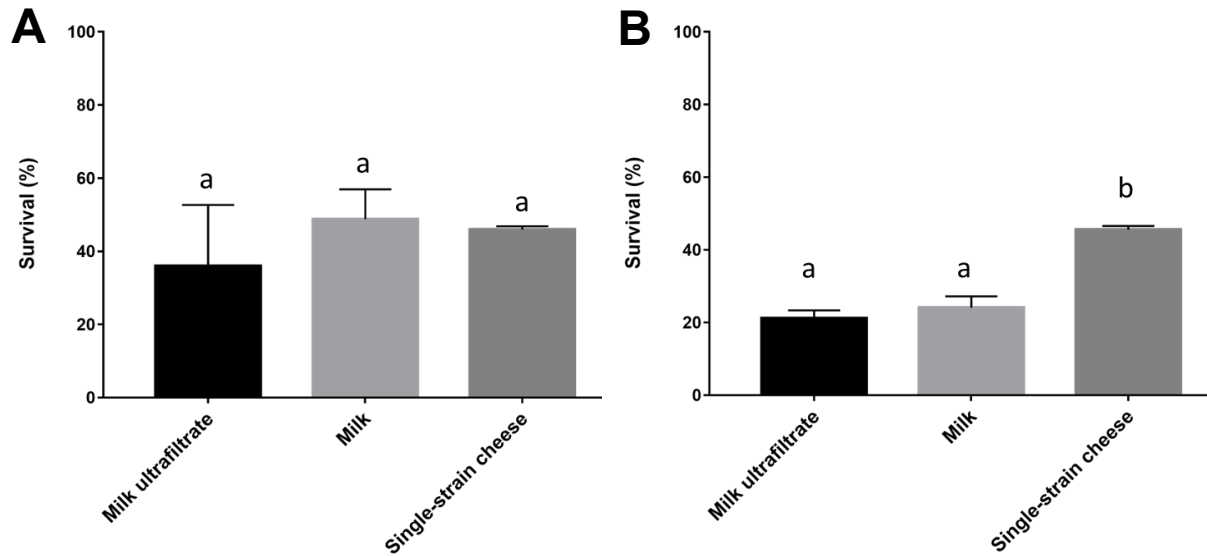 A
Survival (%)
100
80
60
40
20
0
a
a
a
Milk ultrafiltrate
Milk
Single-strain cheese
B
Survival (%)
100
80
60
40
20
0
a
a
b
Milk ultrafiltrate
Milk
Single-strain cheese